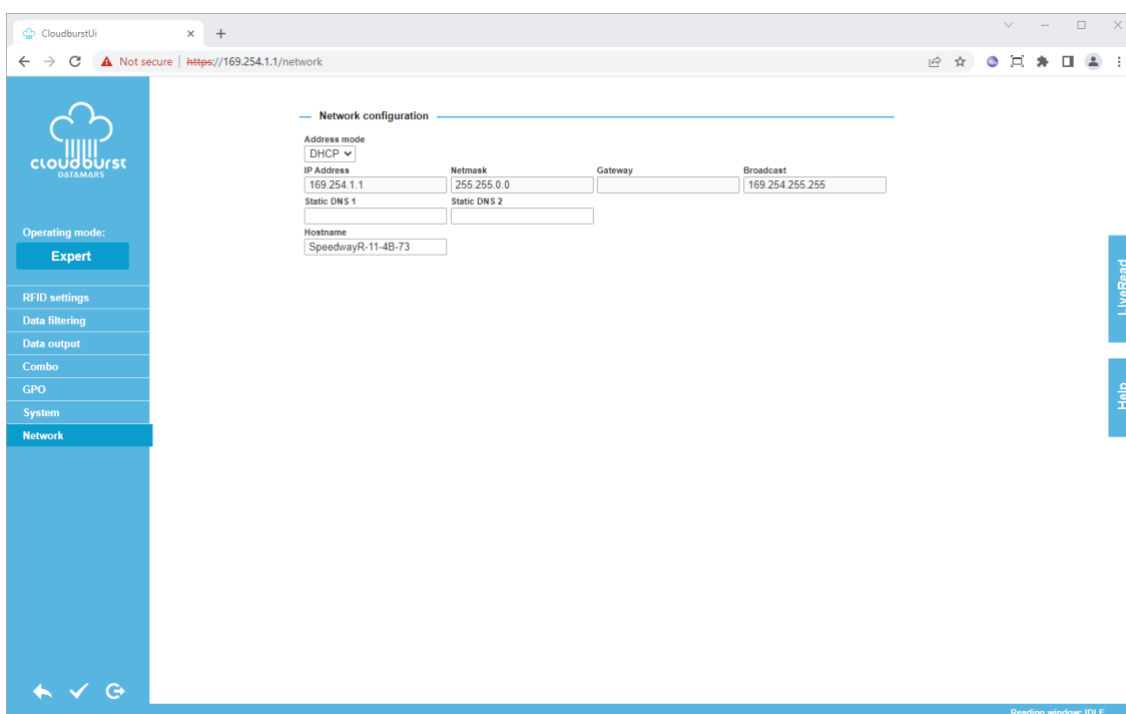 CloudburstUi
Not secure https://169.254.1.1/network
cloudburst
DATAMARS
Operating mode:
Expert
RFID settings
Data filtering
Data output
Combo
GPO
System
Network
Network configuration
Address mode
DHCP
IP Address Netmask Gateway Broadcast
169.254.1.1 255.255.0.0 169.254.255.255
Static DNS 1 Static DNS 2
Hostname
SpeedwayR-11-4B-73
LiveRead
Help
Reading window: IDLE